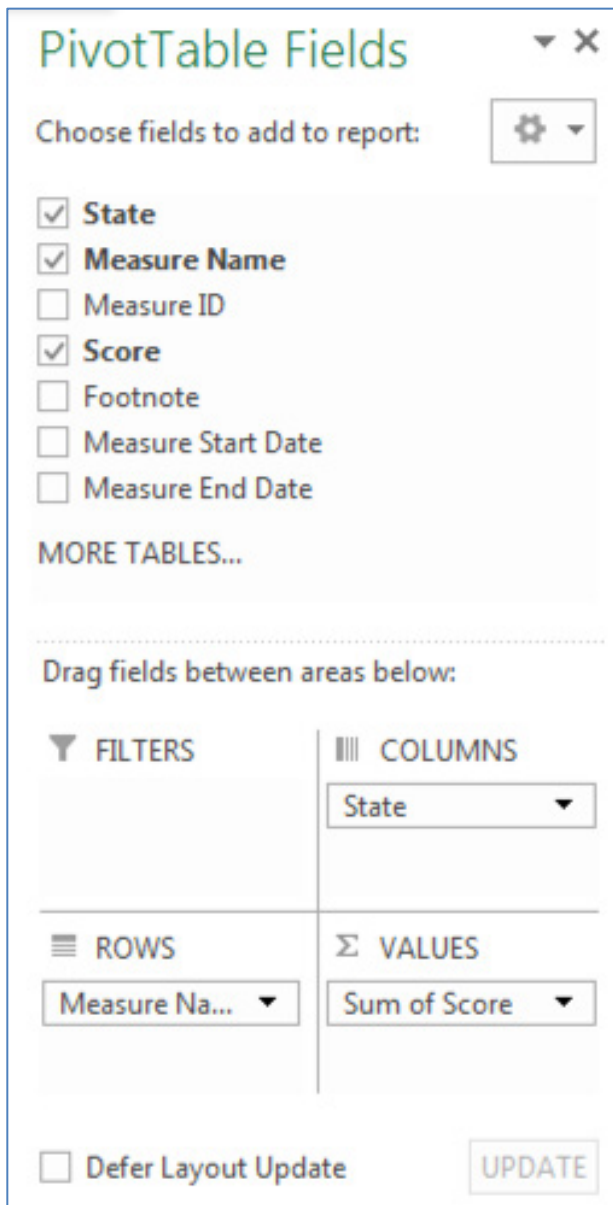 PivotTable Fields
Choose fields to add to report:
State
Measure Name
Measure ID
Score
Footnote
Measure Start Date
Measure End Date
MORE TABLES...
Drag fields between areas below:
FILTERS
COLUMNS
State
ROWS
Σ VALUES
Measure Na...
Sum of Score
Defer Layout Update
UPDATE